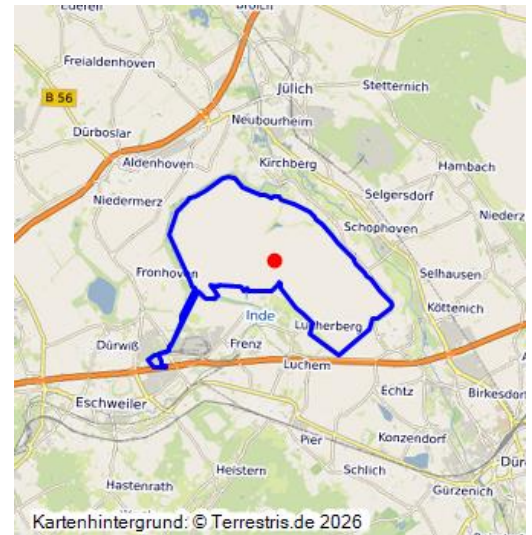 Freialdenhoven
Jülich
Stetternich
B 56
Neubourheim
Dürboslar
Aldenhoven
Kirchberg
Hambach
Selgersdorf
Niedermerz
Schophoven
Fronhoven
Selhausen
Köttenich
Inde
Lucherberg
Dürwiß
Frenz
Luchem
Echtz
Birkesdorf
Eschweiler
Konzendorf
Pier
Heistern
Schlich
Gürzenich
Hastenrath
Kartenhintergrund: © Terrestris.de 2026